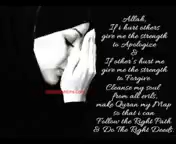 Allah,
If i hurt others
give me the strength
to Apologize
&
If other's hurt me
give me the strength
to Forgive.
Cleanse my soul
from all evils,
make Quran my Map
so that i can
Follow the Right Path
& Do The Right Deeds.